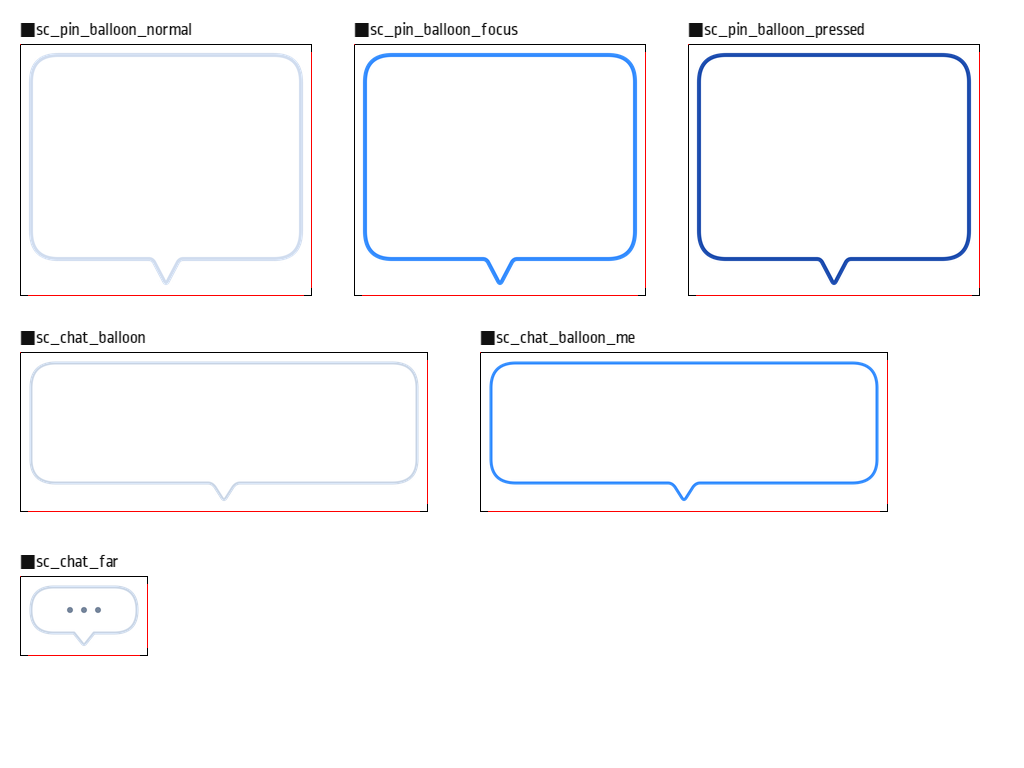 ■sc_pin_balloon_normal
■sc_pin_balloon_focus
■sc_pin_balloon_pressed
■sc_chat_balloon
■sc_chat_balloon_me
■sc_chat_far